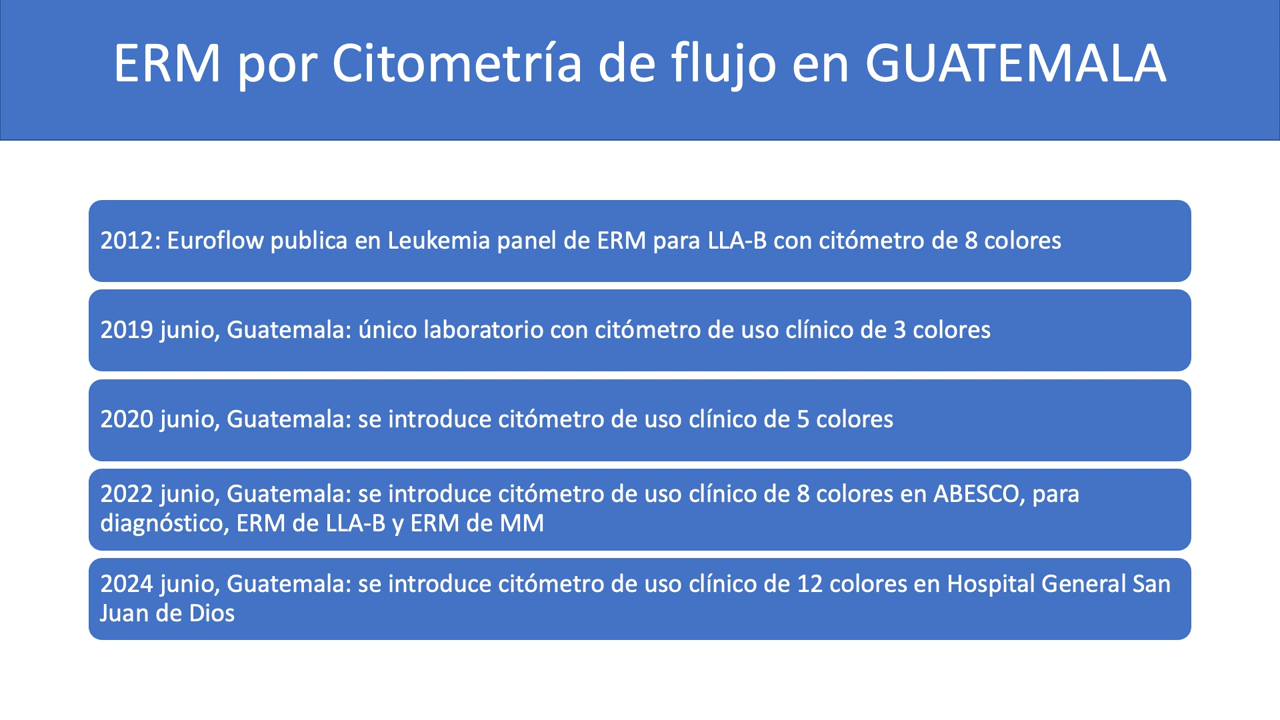 ERM por Citometría de flujo en GUATEMALA
2012: Euroflow publica en Leukemia panel de ERM para LLA-B con citómetro de 8 colores
2019 junio, Guatemala: único laboratorio con citómetro de uso clínico de 3 colores
2020 junio, Guatemala: se introduce citómetro de uso clínico de 5 colores
2022 junio, Guatemala: se introduce citómetro de uso clínico de 8 colores en ABESCO, para
diagnóstico, ERM de LLA-B y ERM de MM
2024 junio, Guatemala: se introduce citómetro de uso clínico de 12 colores en Hospital General San
Juan de Dios